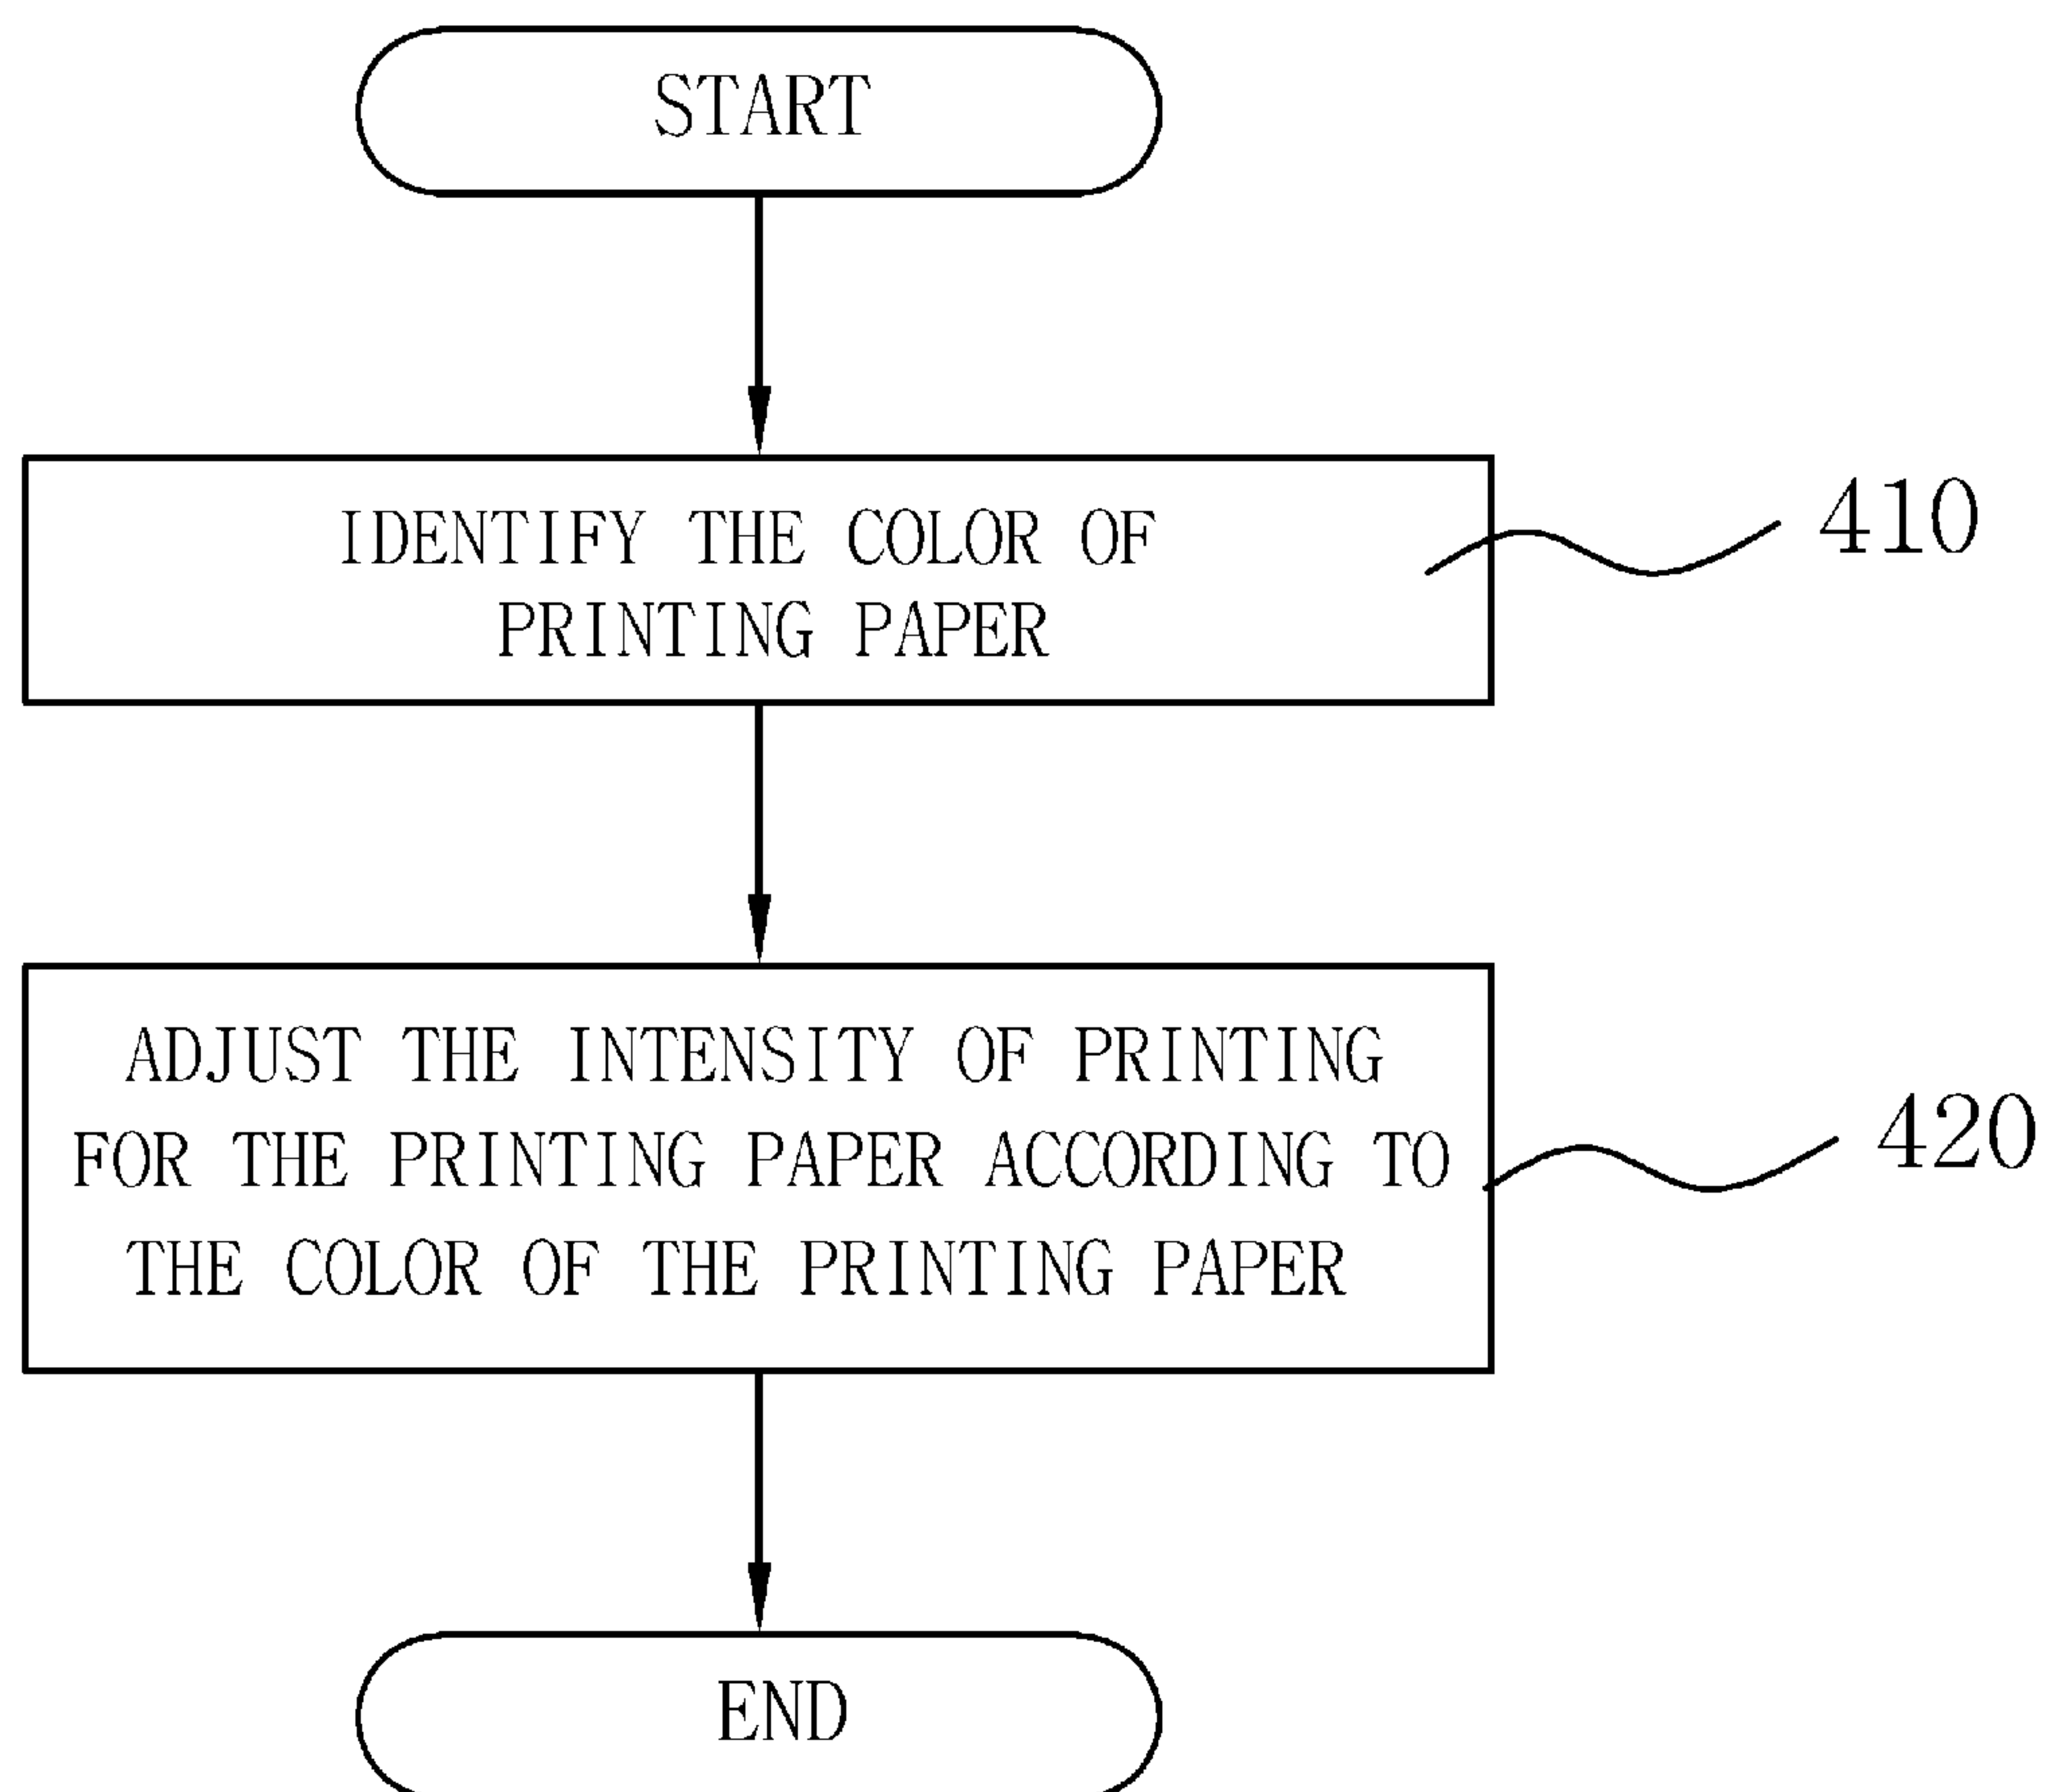 START
IDENTIFY THE COLOR OF
PRINTING PAPER
410
ADJUST THE INTENSITY OF PRINTING
FOR THE PRINTING PAPER ACCORDING TO
THE COLOR OF THE PRINTING PAPER
420
END